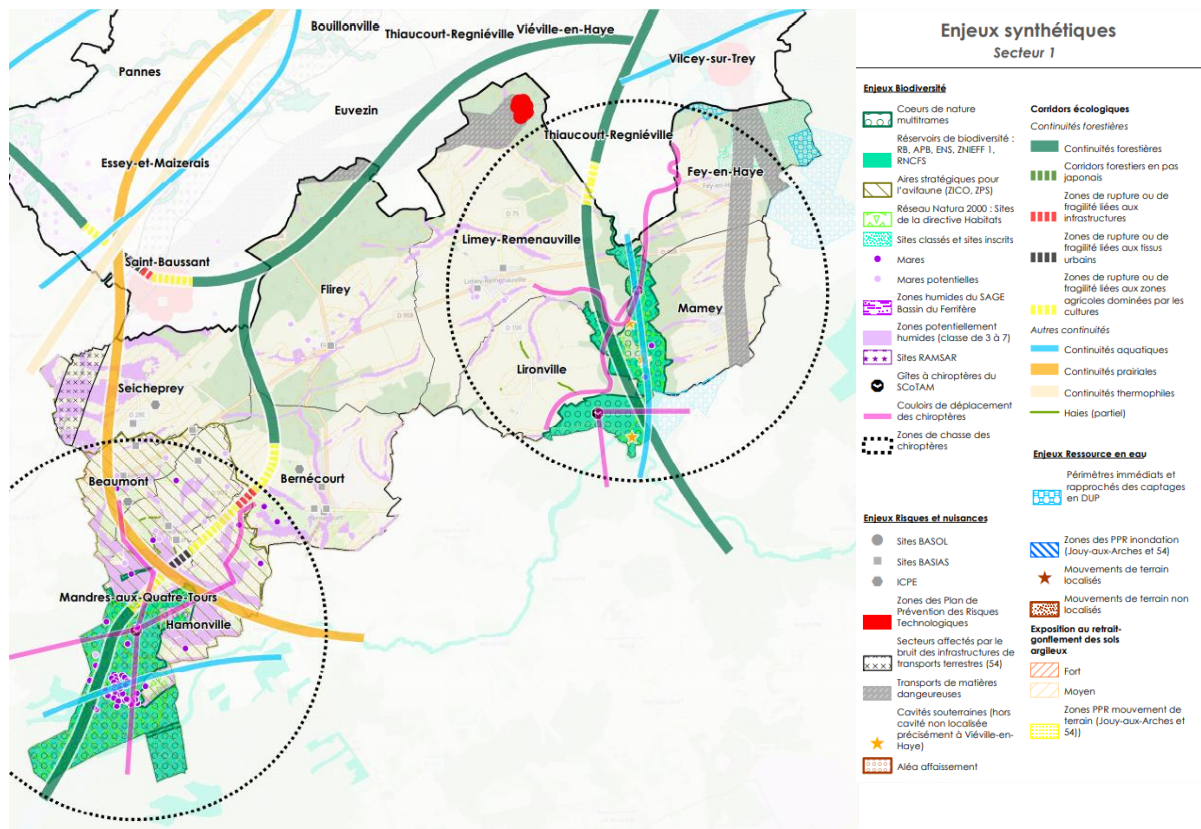 Bouillonville
Thiaucourt-Regniéville
Viéville-en-Haye
Pannes
Vilcey-sur-Trey
Euvezin
Thiaucourt-Regniéville
Essey-et-Maizerais
Fey-en-Haye
Fey-en-Haye
D 75
Limey-Remenauville
Saint-Baussant
Limey-Remenauville
Flirey
D 958
Mamey
D 100
Lironville
Seicheprey
Beaumont
Bernécourt
Mandres-aux-Quatre-Tours
Hamonville
Enjeux synthétiques
Secteur 1
Enjeux Biodiversité
Coeurs de nature
multitrames
Réservoirs de biodiversité :
RB, APB, ENS, ZNIEFF 1,
RNCFS
Aires stratégiques pour
l'avifaune (ZICO, ZPS)
Réseau Natura 2000 : Sites
de la directive Habitats
Sites classés et sites inscrits
Mares
Mares potentielles
Zones humides du SAGE
Bassin du Ferrifère
Zones potentiellement
humides (classe de 3 à 7)
Sites RAMSAR
Gîtes à chiroptères du
SCoTAM
Couloirs de déplacement
des chiroptères
Zones de chasse des
chiroptères
Corridors écologiques
Continuités forestières
Continuités forestières
Corridors forestiers en pas
japonais
Zones de rupture ou de
fragilité liées aux
infrastructures
Zones de rupture ou de
fragilité liées aux tissus
urbains
Zones de rupture ou de
fragilité liées aux zones
agricoles dominées par les
cultures
Autres continuités
Continuités aquatiques
Continuités prairiales
Continuités thermophiles
Haies (partiel)
Enjeux Ressource en eau
Périmètres immédiats et
rapprochés des captages
en DUP
Enjeux Risques et nuisances
Sites BASOL
Sites BASIAS
ICPE
Zones des Plan de
Prévention des Risques
Technologiques
Secteurs affectés par le
bruit des infrastructures de
transports terrestres (54)
Transports de matières
dangeureuses
Cavités souterraines (hors
cavité non localisée
précisément à Viéville-en-
Haye)
Aléa affaissement
Zones des PPR inondation
(Jouy-aux-Arches et 54)
Mouvements de terrain
localisés
Mouvements de terrain non
localisés
Exposition au retrait-
gonflement des sols
argileux
Fort
Moyen
Zones PPR mouvement de
terrain (Jouy-aux-Arches et
54))